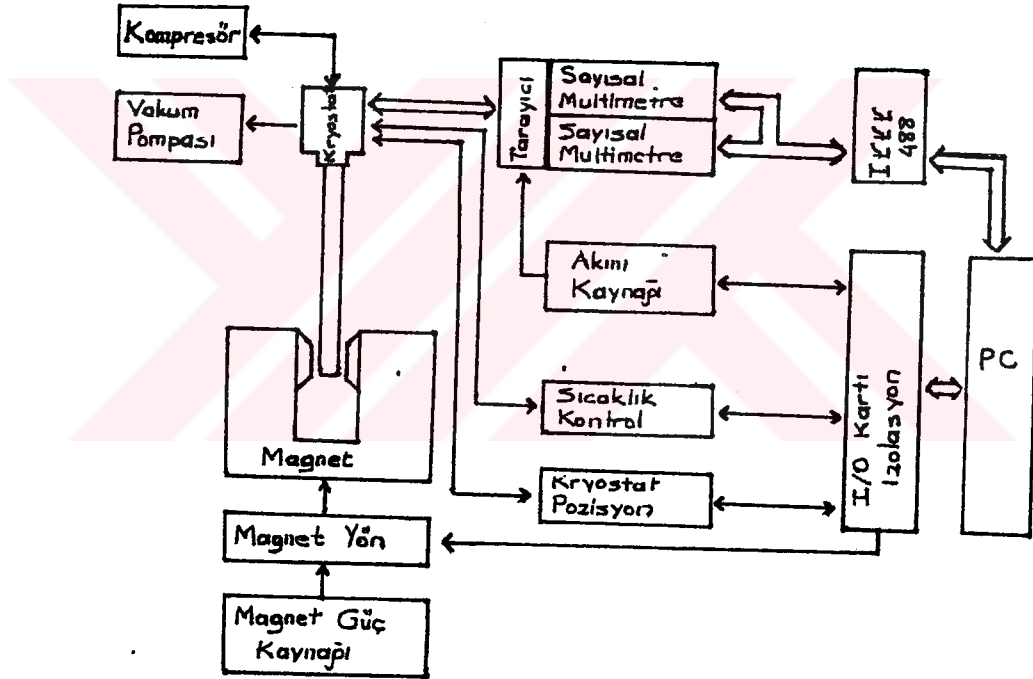 Kompresör
Vakum
Pompası
Kryostat
Tarayıcı
Sayısal
Multimetre
Sayısal
Multimetre
IEEE
488
Akım
Kaynağı
Sıcaklık
Kontrol
Kryostat
Pozisyon
I/O Kartı
İzolasyon
PC
Magnet
Magnet Yön
Magnet Güç
Kaynağı